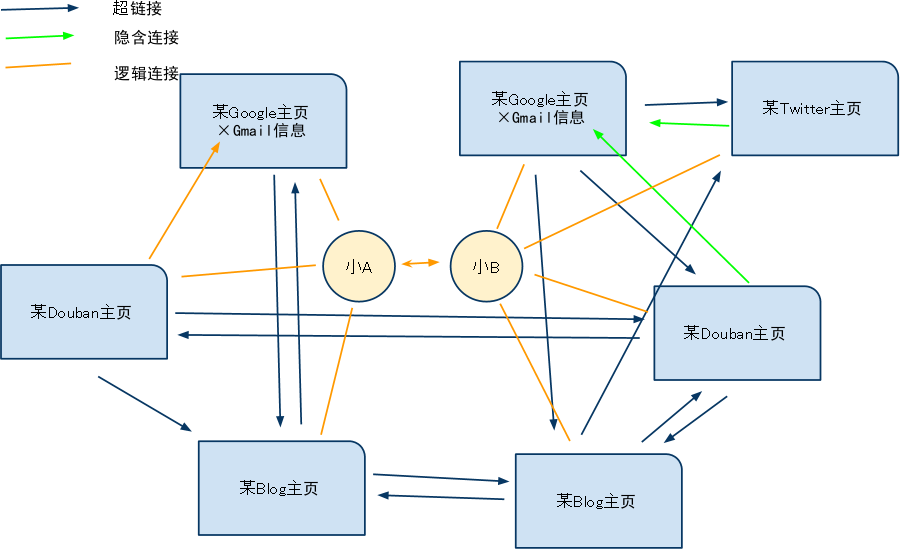 超链接
隐含连接
逻辑连接
某Google主页
×Gmail信息
某Google主页
×Gmail信息
某Twitter主页
小A
小B
某Douban主页
某Douban主页
某Blog主页
某Blog主页